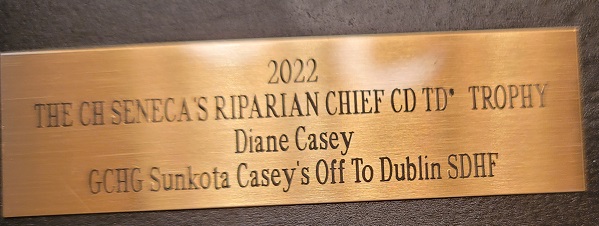 2022
THE CH SENECA'S RIPARIAN CHIEF CD TD* TROPHY
Diane Casey
GCHG Sunkota Casey's Off To Dublin SDHF